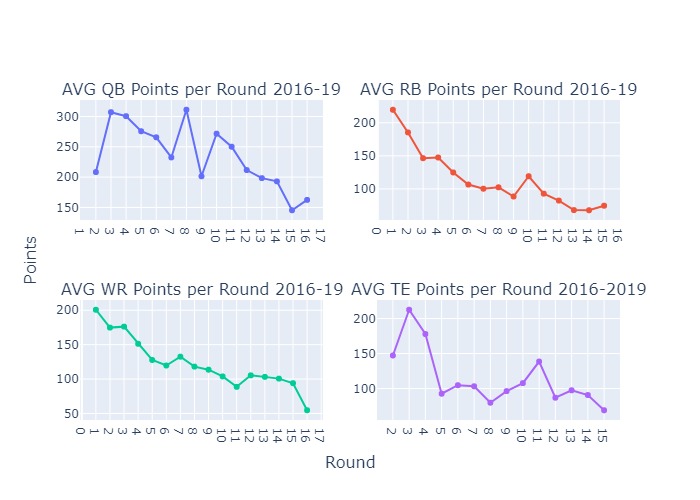 AVG QB Points per Round 2016-19
AVG RB Points per Round 2016-19
300
250
200
150
1 2 3 4 5 6 7 8 9 10 11 12 13 14 15 16 17
200
150
100
0 1 2 3 4 5 6 7 8 9 10 11 12 13 14 15 16
Points
AVG WR Points per Round 2016-19
AVG TE Points per Round 2016-2019
200
150
100
50
0 1 2 3 4 5 6 7 8 9 10 11 12 13 14 15 16 17
200
150
100
2 3 4 5 6 7 8 9 10 11 12 13 14 15
Round